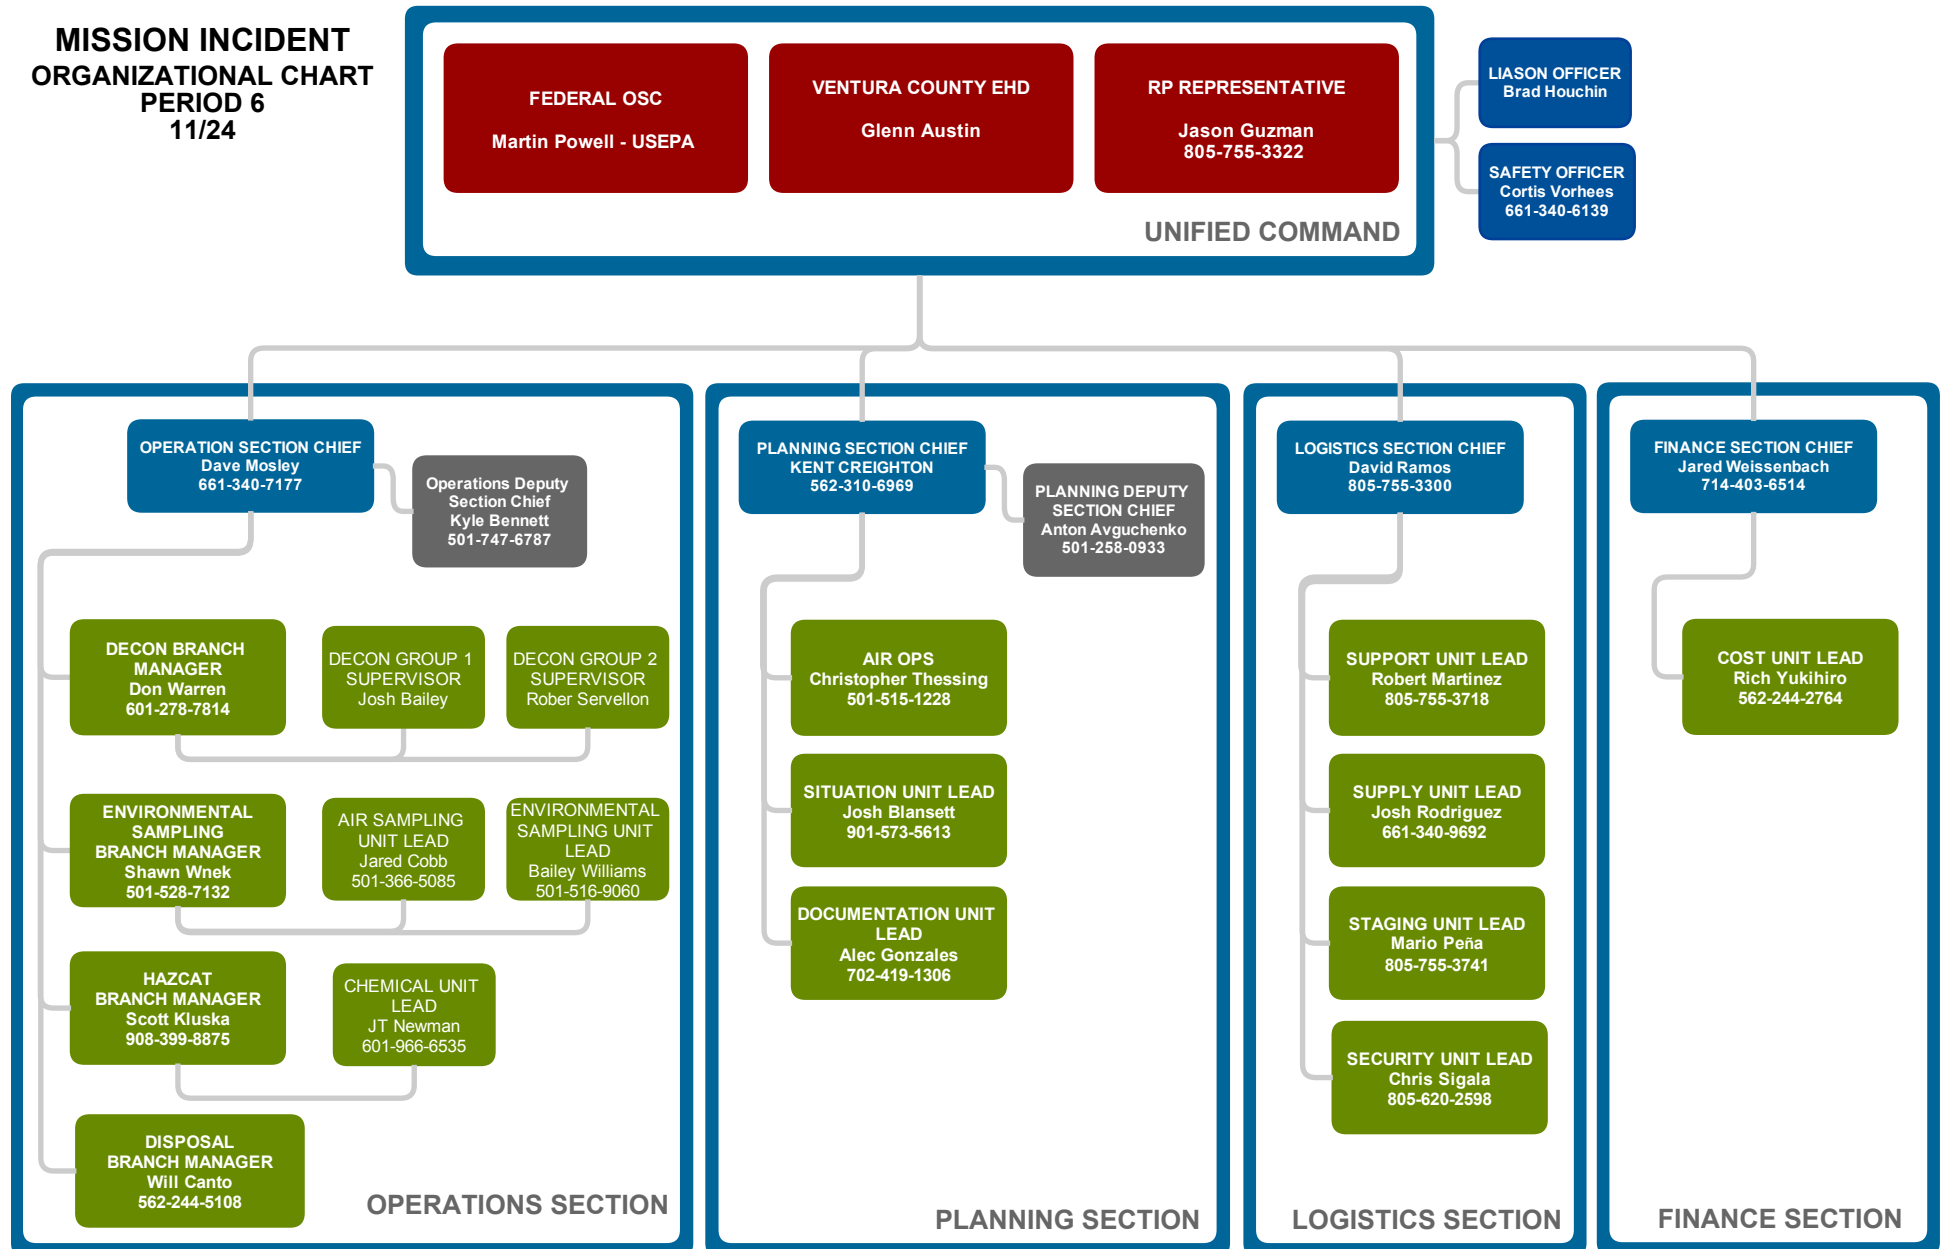 MISSION INCIDENT
ORGANIZATIONAL CHART
PERIOD 6
11/24
FEDERAL OSC
Martin Powell - USEPA
VENTURA COUNTY EHD
Glenn Austin
RP REPRESENTATIVE
Jason Guzman
805-755-3322
UNIFIED COMMAND
LIASON OFFICER
Brad Houchin
SAFETY OFFICER
Cortis Vorhees
661-340-6139
OPERATION SECTION CHIEF
Dave Mosley
661-340-7177
Operations Deputy
Section Chief
Kyle Bennett
501-747-6787
DECON BRANCH
MANAGER
Don Warren
601-278-7814
DECON GROUP 1
SUPERVISOR
Josh Bailey
DECON GROUP 2
SUPERVISOR
Rober Servellon
ENVIRONMENTAL
SAMPLING
BRANCH MANAGER
Shawn Wnek
501-528-7132
AIR SAMPLING
UNIT LEAD
Jared Cobb
501-366-5085
ENVIRONMENTAL
SAMPLING UNIT
LEAD
Bailey Williams
501-516-9060
HAZCAT
BRANCH MANAGER
Scott Kluska
908-399-8875
CHEMICAL UNIT
LEAD
JT Newman
601-966-6535
DISPOSAL
BRANCH MANAGER
Will Canto
562-244-5108
OPERATIONS SECTION
PLANNING SECTION CHIEF
KENT CREIGHTON
562-310-6969
PLANNING DEPUTY
SECTION CHIEF
Anton Avguchenko
501-258-0933
AIR OPS
Christopher Thessing
501-515-1228
SITUATION UNIT LEAD
Josh Blansett
901-573-5613
DOCUMENTATION UNIT
LEAD
Alec Gonzales
702-419-1306
PLANNING SECTION
LOGISTICS SECTION CHIEF
David Ramos
805-755-3300
SUPPORT UNIT LEAD
Robert Martinez
805-755-3718
SUPPLY UNIT LEAD
Josh Rodriguez
661-340-9692
STAGING UNIT LEAD
Mario Peña
805-755-3741
SECURITY UNIT LEAD
Chris Sigala
805-620-2598
LOGISTICS SECTION
FINANCE SECTION CHIEF
Jared Weissenbach
714-403-6514
COST UNIT LEAD
Rich Yukihiro
562-244-2764
FINANCE SECTION